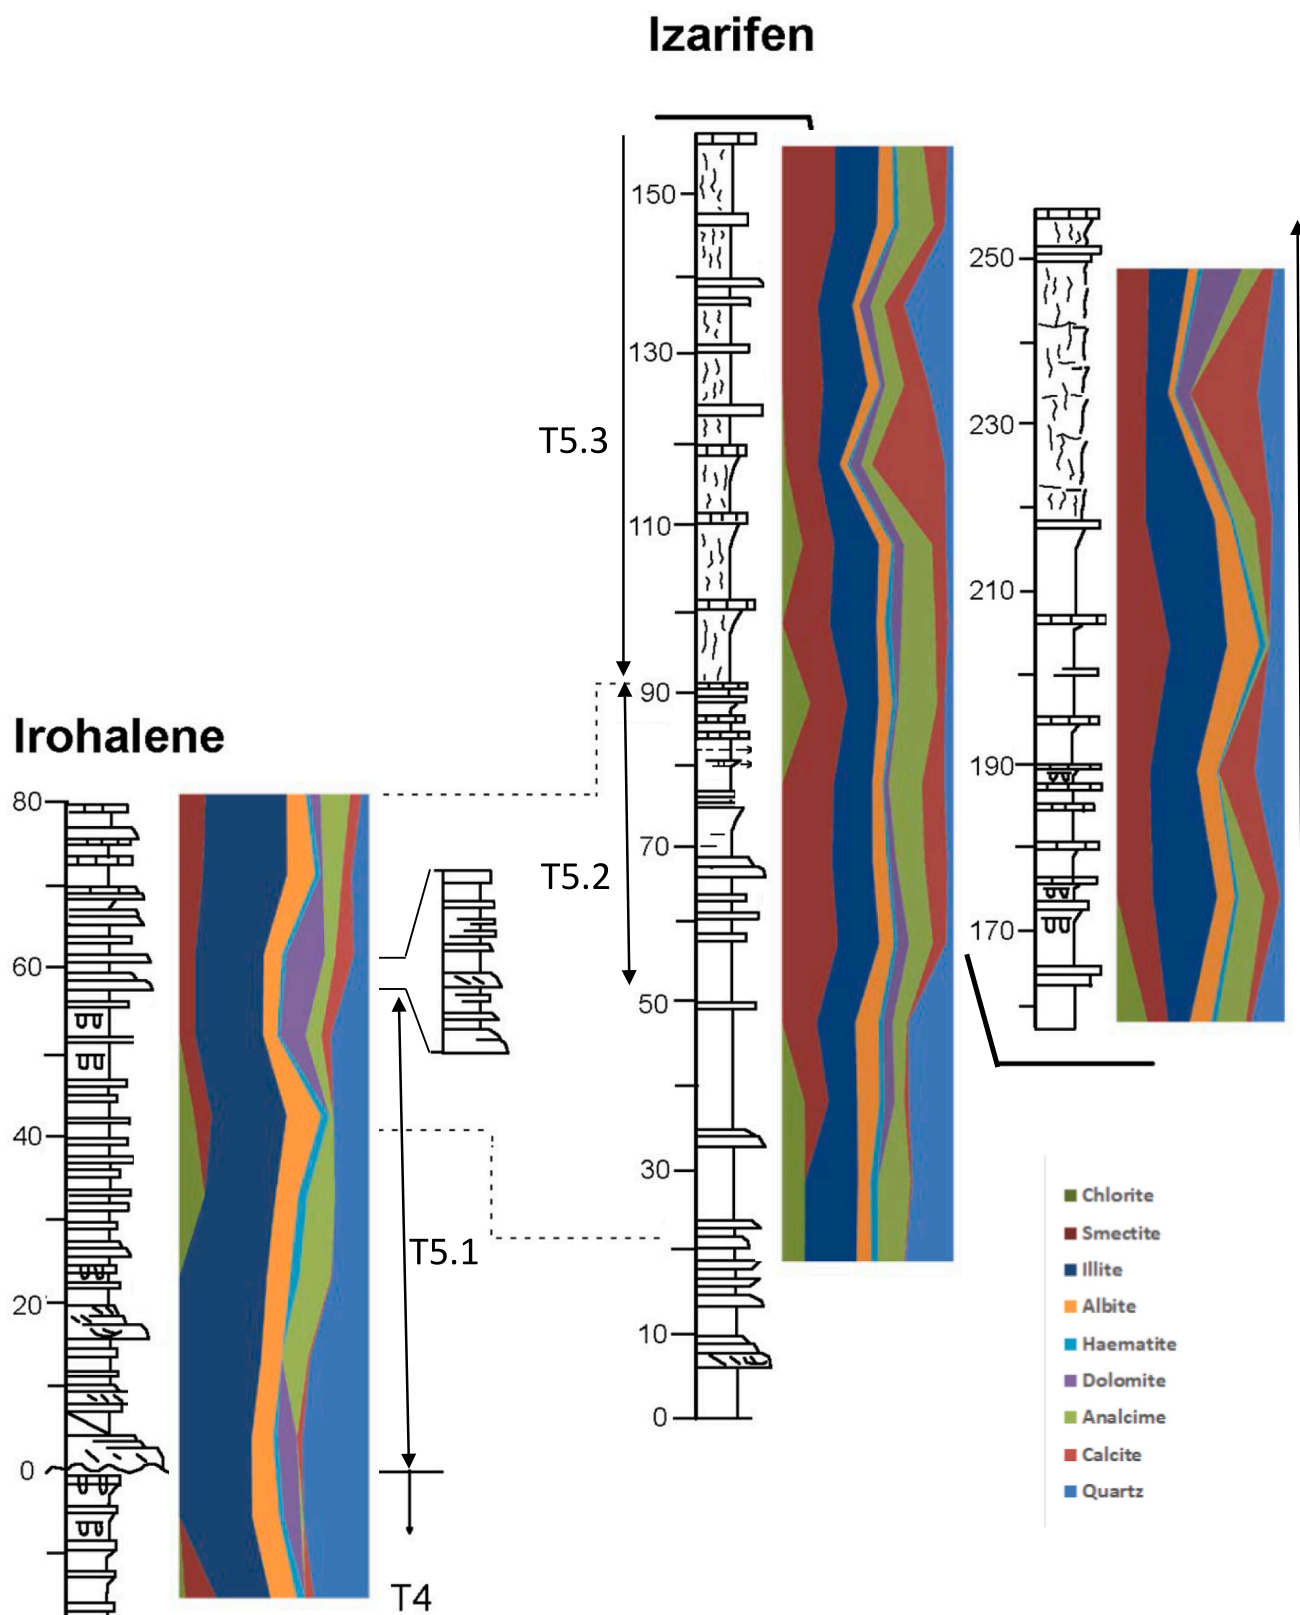 Izarifen
150
130
110
90
70
50
30
10
0
T5.3
T5.2
250
230
210
190
170
Irohalene
80
60
40
20
0
T5.1
T4
Chlorite
Smectite
Illite
Albite
Haematite
Dolomite
Analcime
Calcite
Quartz